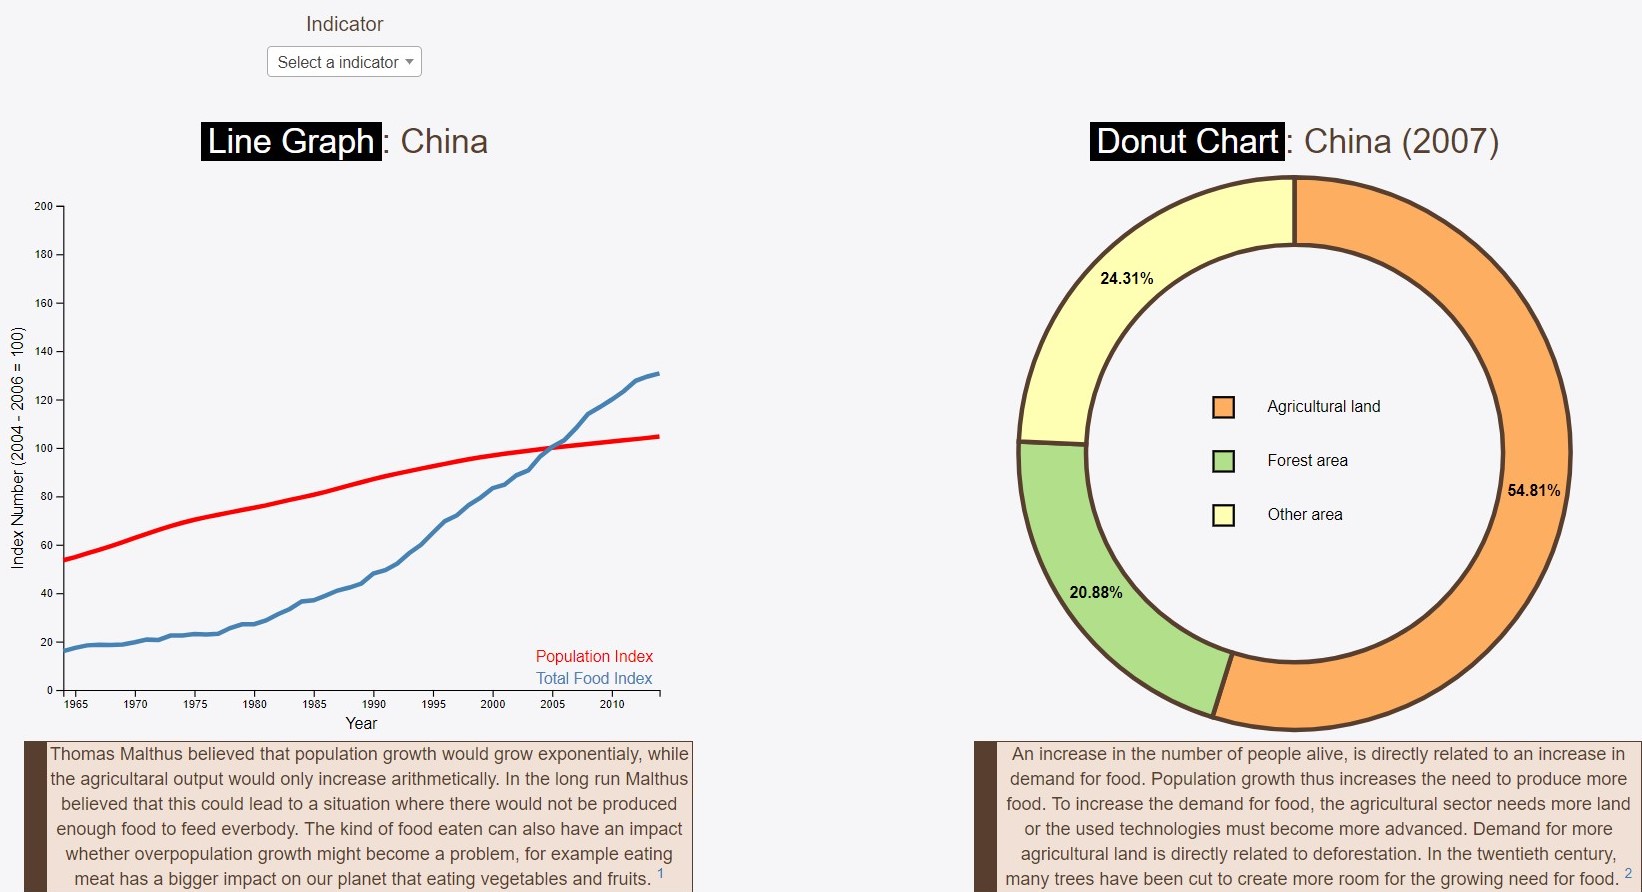 Indicator
Select a indicator
Line Graph : China
200
180
160
140
120
100
80
60
40
20
0
Index Number (2004 - 2006 = 100)
1965 1970 1975 1980 1985 1990 1995 2000 2005 2010
Year
Population Index
Total Food Index
Thomas Malthus believed that population growth would grow exponentialy, while
the agricultaral output would only increase arithmetically. In the long run Malthus
believed that this could lead to a situation where there would not be produced
enough food to feed everbody. The kind of food eaten can also have an impact
whether overpopulation growth might become a problem, for example eating
meat has a bigger impact on our planet that eating vegetables and fruits. 1
Donut Chart : China (2007)
24.31%
54.81%
20.88%
Agricultural land
Forest area
Other area
An increase in the number of people alive, is directly related to an increase in
demand for food. Population growth thus increases the need to produce more
food. To increase the demand for food, the agricultural sector needs more land
or the used technologies must become more advanced. Demand for more
agricultural land is directly related to deforestation. In the twentieth century,
many trees have been cut to create more room for the growing need for food. 2